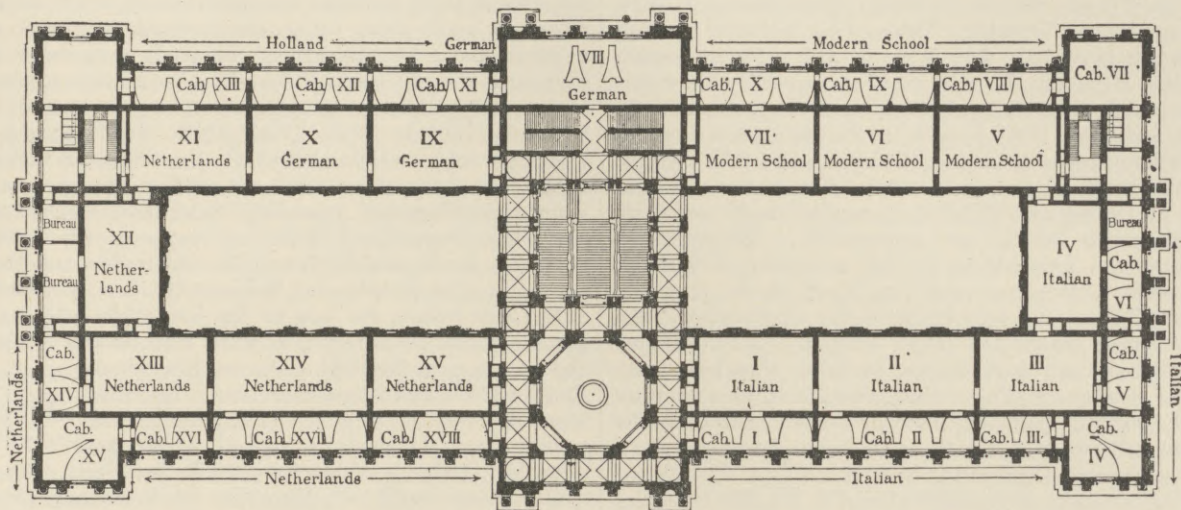 Holland
German
Modern School
VIII
German
Cab. XIII
Cab. XII
Cab. XI
Cab. X
Cab. IX
Cab. VIII
Cab. VII
XI
Netherlands
X
German
IX
German
VII
Modern School
VI
Modern School
V
Modern School
Bureau
XII
Nether-
lands
Bureau
IV
Italian
Bureau
Cab.
VI
Cab.
XIV
XIII
Netherlands
XIV
Netherlands
XV
Netherlands
I
Italian
II
Italian
III
Italian
Cab.
V
Netherlands
Italian
Cab.
XV
Cab. XVI
Cab. XVII
Cab. XVIII
Cab. I
Cab. II
Cab. III
Cab.
IV
Netherlands
Italian